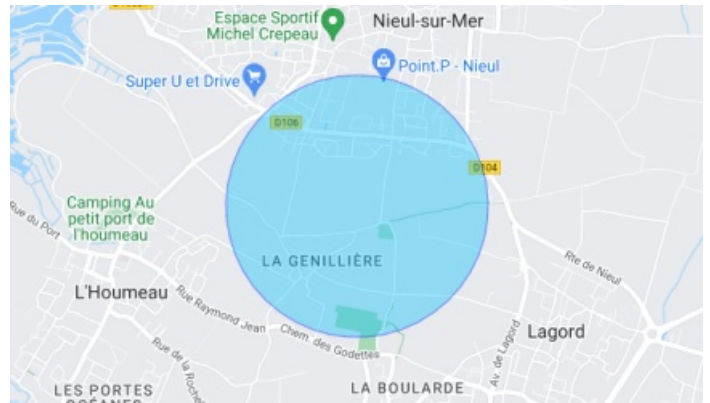 Espace Sportif
Michel Crepeau
Nieul-sur-Mer
Point.P - Nieul
Super U et Drive
D106
D104
Camping Au
petit port de
l'houmeau
Rue du Port
LA GENILLIÈRE
Rte de Nieul
L'Houmeau
Rue Raymond Jean
Chem. des Godettes
Lagord
Av. de Lagord
Rue de la Roche
LES PORTES
OCÉANES
LA BOULARDE